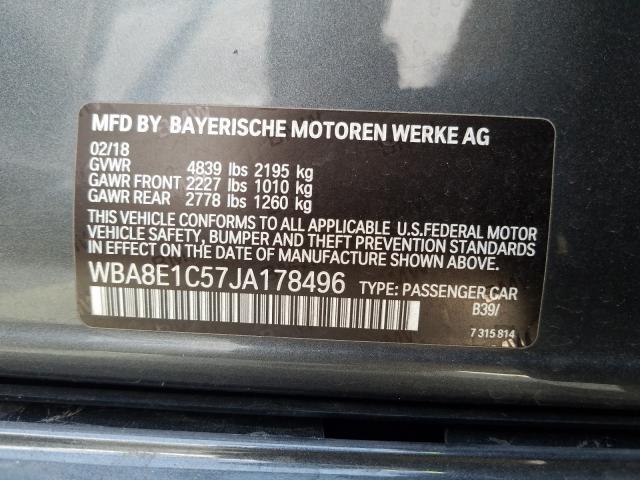 MFD BY BAYERISCHE MOTOREN WERKE AG
02/18
GVWR 4839 lbs 2195 kg
GAWR FRONT 2227 lbs 1010 kg
GAWR REAR 2778 lbs 1260 kg
THIS VEHICLE CONFORMS TO ALL APPLICABLE U.S.FEDERAL MOTOR
VEHICLE SAFETY, BUMPER AND THEFT PREVENTION STANDARDS
IN EFFECT ON THE DATE OF MANUFACTURE SHOWN ABOVE.
WBA8E1C57JA178496 TYPE: PASSENGER CAR
B39/
7 315 814